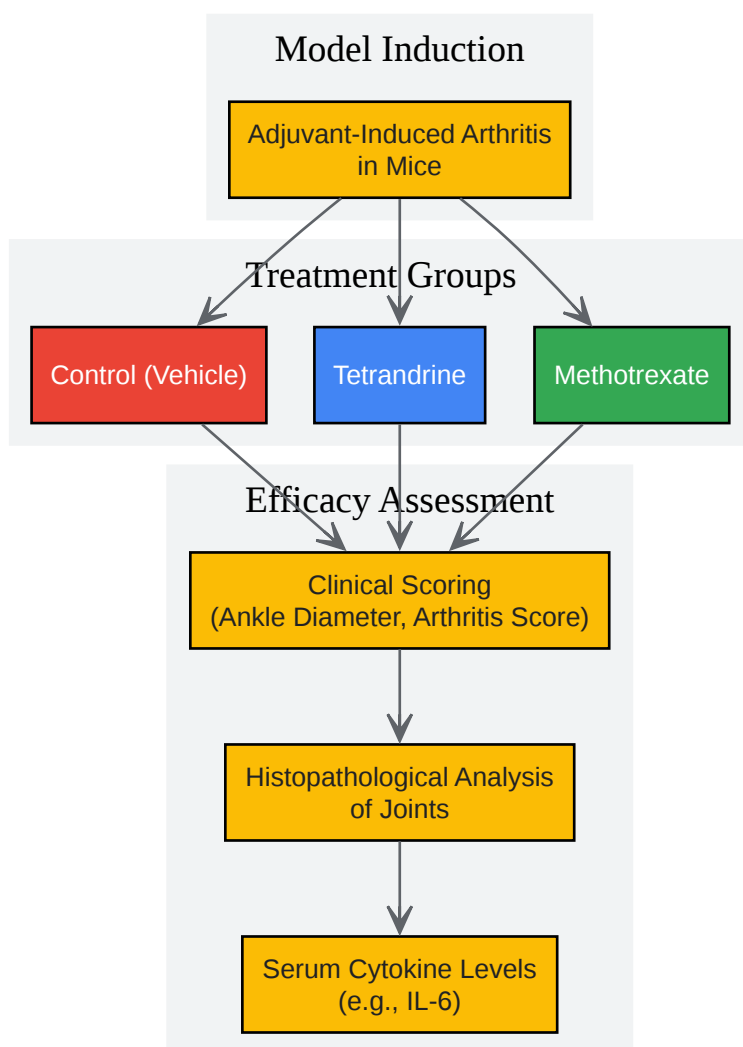 Model Induction
Adjuvant-Induced Arthritis
in Mice
Treatment Groups
Control (Vehicle)
Tetrandrine
Methotrexate
Efficacy Assessment
Clinical Scoring
(Ankle Diameter, Arthritis Score)
Histopathological Analysis
of Joints
Serum Cytokine Levels
(e.g., IL-6)